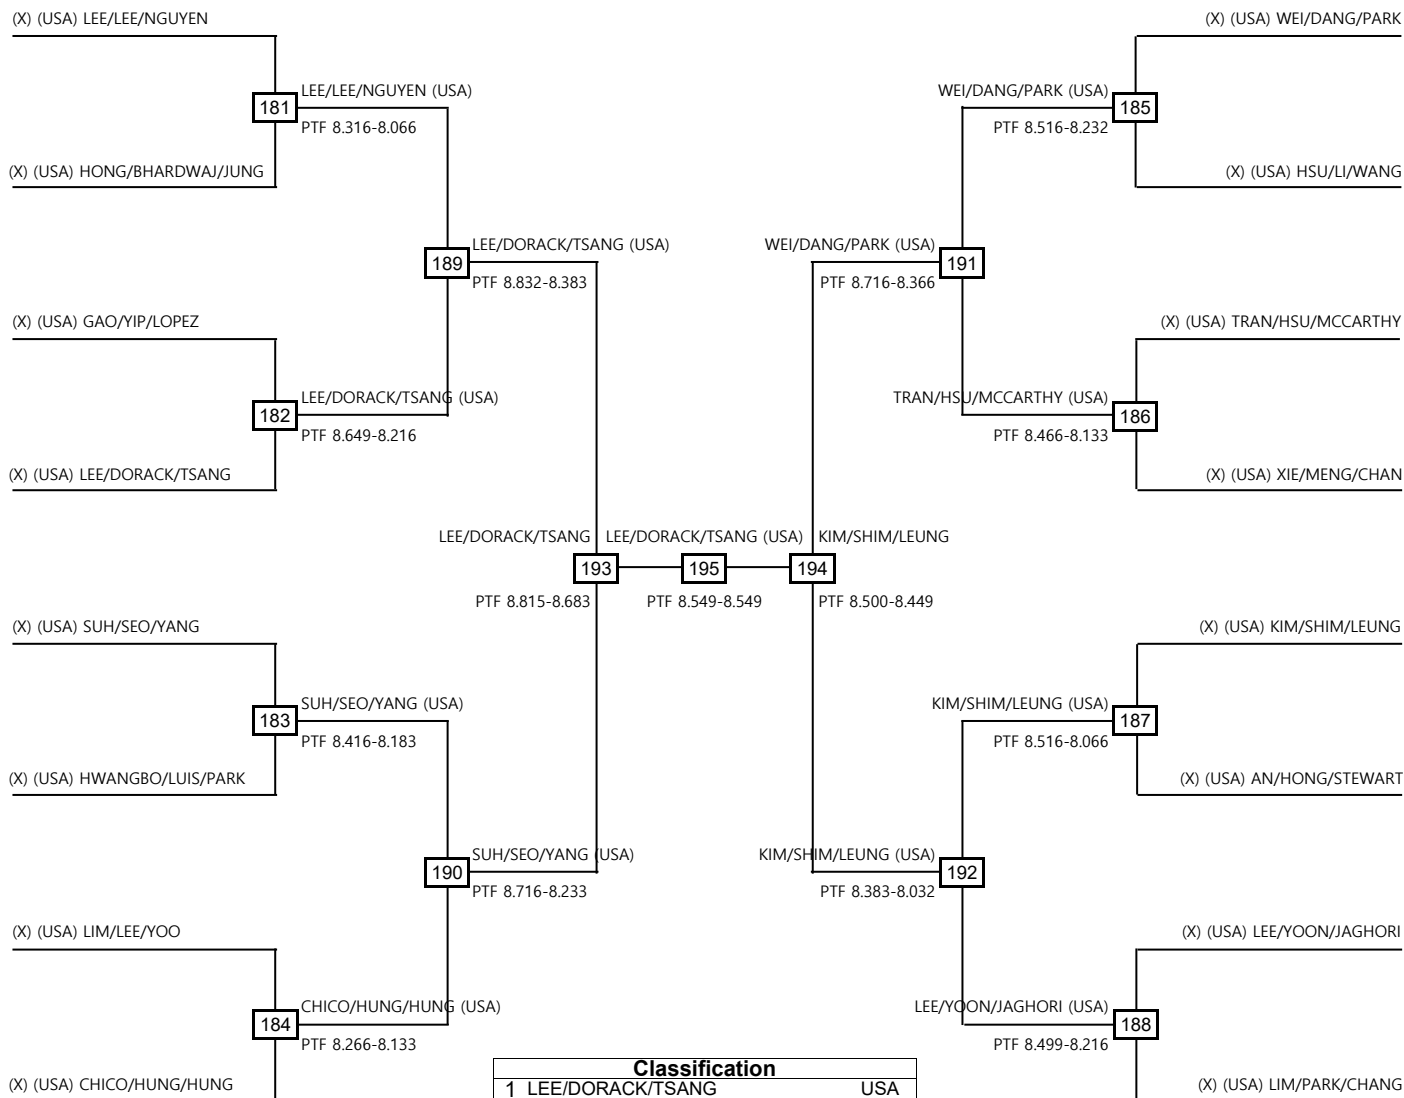 (X) (USA) LEE/LEE/NGUYEN
(X) (USA) WEI/DANG/PARK
LEE/LEE/NGUYEN (USA)
WEI/DANG/PARK (USA)
181
185
PTF 8.316-8.066
PTF 8.516-8.232
(X) (USA) HONG/BHARDWAJ/JUNG
(X) (USA) HSU/LI/WANG
LEE/DORACK/TSANG (USA)
WEI/DANG/PARK (USA)
189
191
PTF 8.832-8.383
PTF 8.716-8.366
(X) (USA) GAO/YIP/LOPEZ
(X) (USA) TRAN/HSU/MCCARTHY
LEE/DORACK/TSANG (USA)
TRAN/HSU/MCCARTHY (USA)
182
186
PTF 8.649-8.216
PTF 8.466-8.133
(X) (USA) LEE/DORACK/TSANG
(X) (USA) XIE/MENG/CHAN
LEE/DORACK/TSANG
LEE/DORACK/TSANG (USA)
KIM/SHIM/LEUNG
193
195
194
PTF 8.815-8.683
PTF 8.549-8.549
PTF 8.500-8.449
(X) (USA) SUH/SEO/YANG
(X) (USA) KIM/SHIM/LEUNG
SUH/SEO/YANG (USA)
KIM/SHIM/LEUNG (USA)
183
187
PTF 8.416-8.183
PTF 8.516-8.066
(X) (USA) HWANGBO/LUIS/PARK
(X) (USA) AN/HONG/STEWART
SUH/SEO/YANG (USA)
KIM/SHIM/LEUNG (USA)
190
192
PTF 8.716-8.233
PTF 8.383-8.032
(X) (USA) LIM/LEE/YOO
(X) (USA) LEE/YOON/JAGHORI
CHICO/HUNG/HUNG (USA)
LEE/YOON/JAGHORI (USA)
184
188
PTF 8.266-8.133
PTF 8.499-8.216
Classification
1 LEE/DORACK/TSANG USA
(X) (USA) CHICO/HUNG/HUNG
(X) (USA) LIM/PARK/CHANG